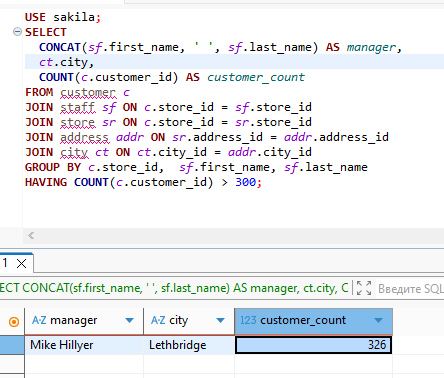 USE sakila;
SELECT
CONCAT(sf.first_name, ' ', sf.last_name) AS manager,
ct.city,
COUNT(c.customer_id) AS customer_count
FROM customer c
JOIN staff sf ON c.store_id = sf.store_id
JOIN store sr ON c.store_id = sr.store_id
JOIN address addr ON sr.address_id = addr.address_id
JOIN city ct ON ct.city_id = addr.city_id
GROUP BY c.store_id,  sf.first_name, sf.last_name
HAVING COUNT(c.customer_id) > 300;
1
ECT CONCAT(sf.first_name, ' ', sf.last_name) AS manager, ct.city, C Введите SQL
A-Z manager A-Z city 123 customer_count
Mike Hillyer Lethbridge 326